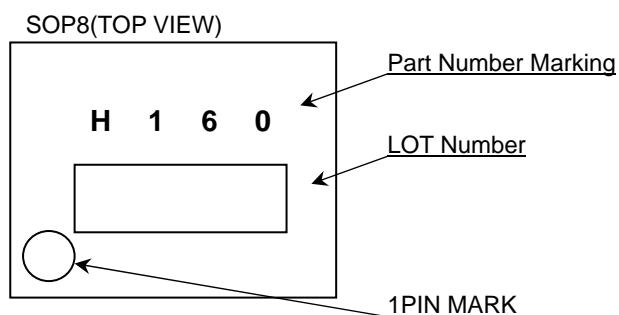 SOP8(TOP VIEW)
Part Number Marking
H 1 6 0
LOT Number
1PIN MARK